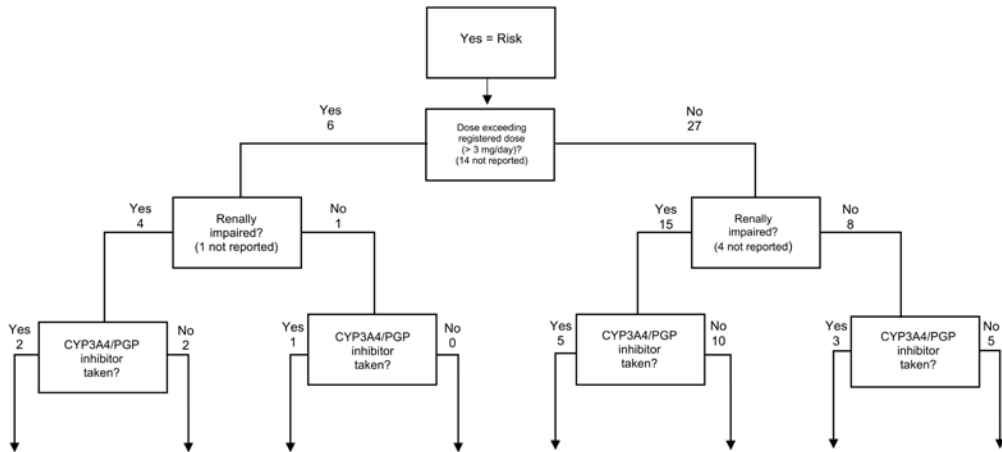 Yes = Risk
Yes
6
No
27
Dose exceeding
registered dose
(> 3 mg/day)?
(14 not reported)
Yes
4
Renally
impaired?
(1 not reported)
No
1
Yes
15
Renally
impaired?
(4 not reported)
No
8
Yes
2
CYP3A4/PGP
inhibitor
taken?
No
2
Yes
1
CYP3A4/PGP
inhibitor
taken?
No
0
Yes
5
CYP3A4/PGP
inhibitor
taken?
No
10
Yes
3
CYP3A4/PGP
inhibitor
taken?
No
5